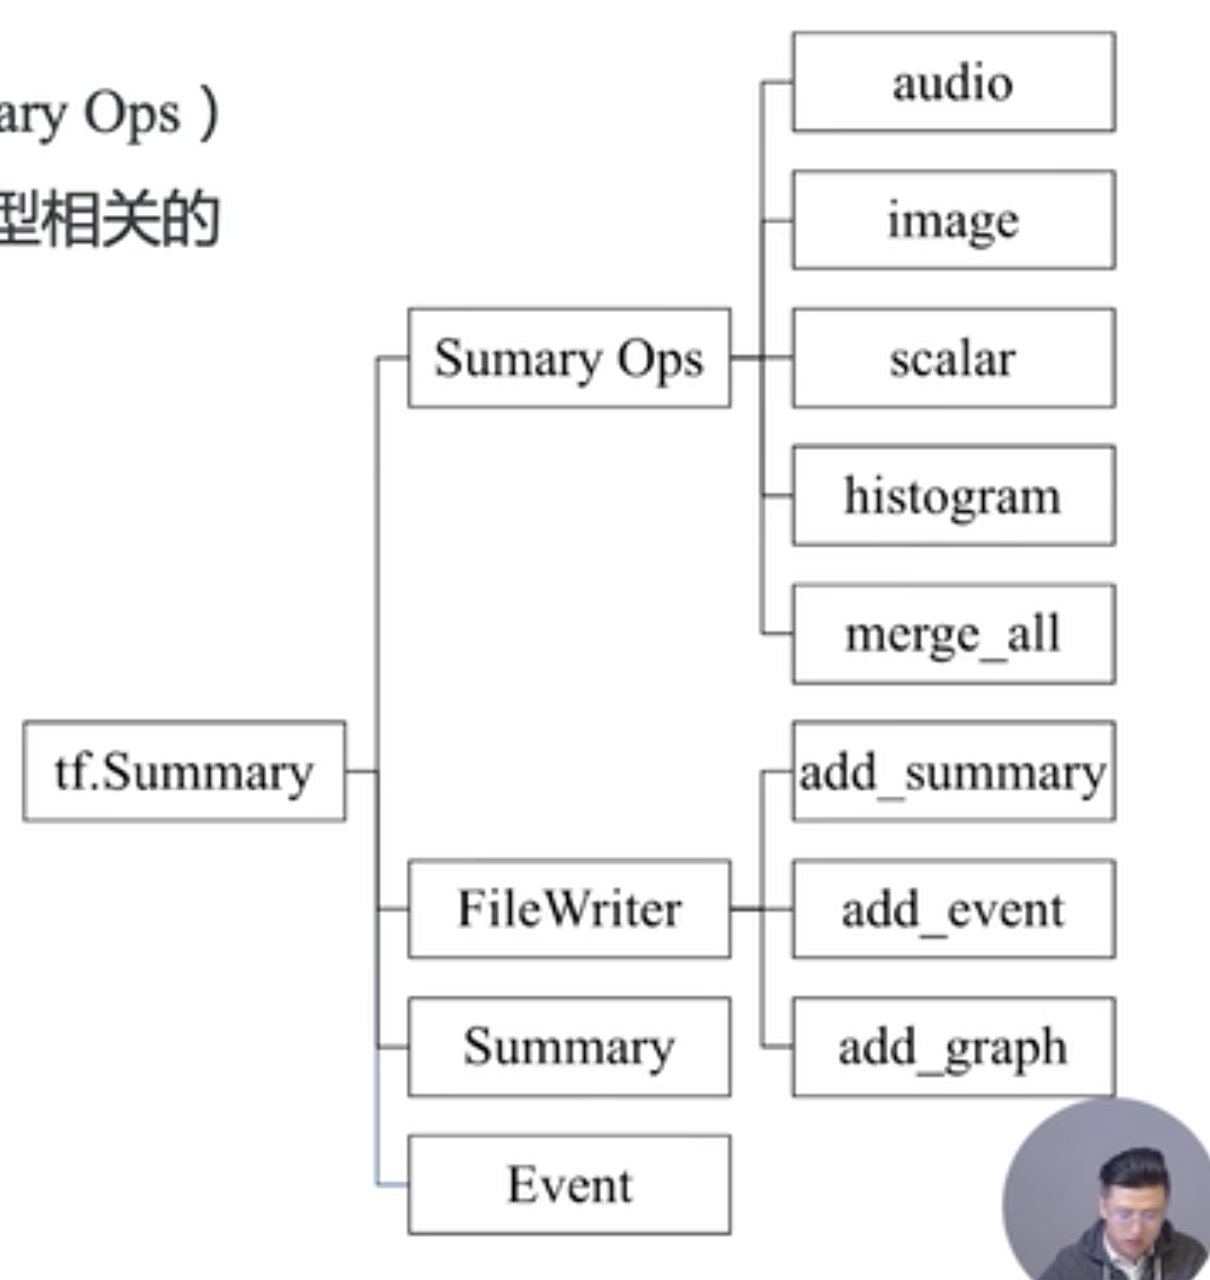 ary Ops )
型相关的
audio
image
Sumary Ops
scalar
histogram
merge_all
tf.Summary
add_summary
FileWriter
add_event
Summary
add_graph
Event